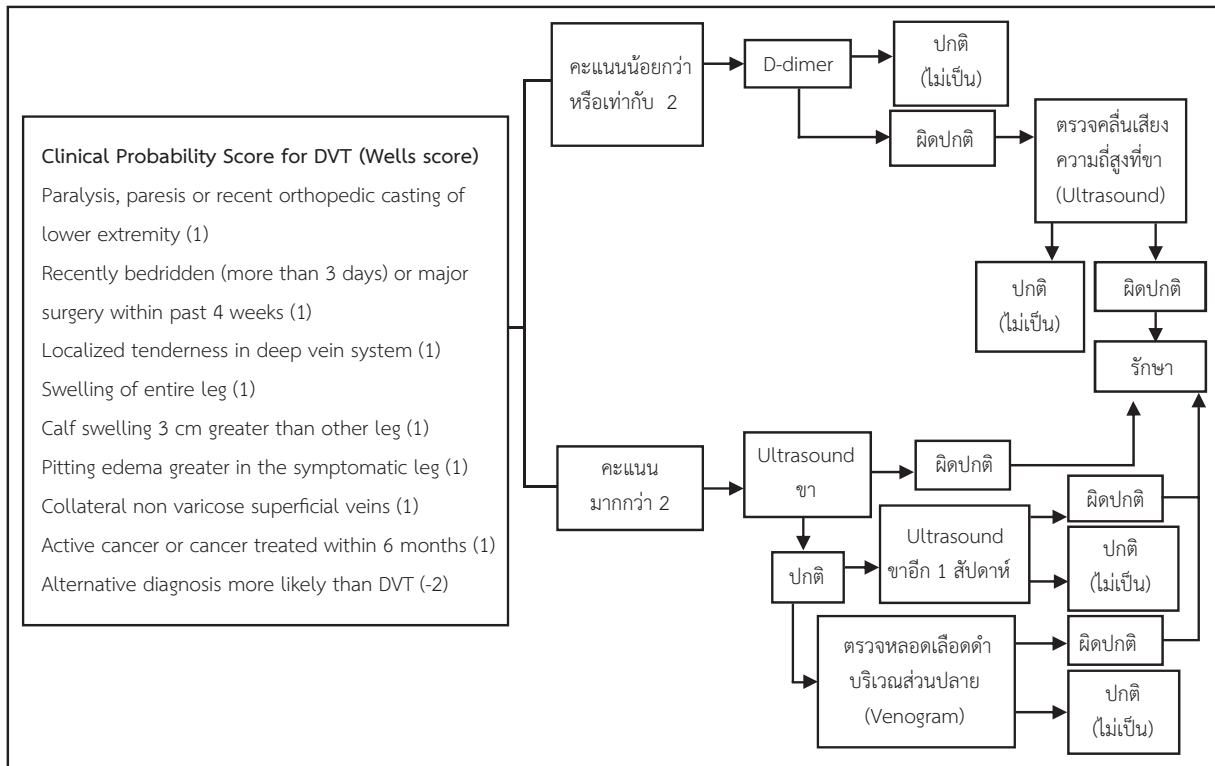 Clinical Probability Score for DVT (Wells score)
Paralysis, paresis or recent orthopedic casting of
lower extremity (1)
Recently bedridden (more than 3 days) or major
surgery within past 4 weeks (1)
Localized tenderness in deep vein system (1)
Swelling of entire leg (1)
Calf swelling 3 cm greater than other leg (1)
Pitting edema greater in the symptomatic leg (1)
Collateral non varicose superficial veins (1)
Active cancer or cancer treated within 6 months (1)
Alternative diagnosis more likely than DVT (-2)
คะแนนน้อยกว่า
หรือเท่ากับ 2
D-dimer
ปกติ
(ไม่เป็น)
ผิดปกติ
ตรวจคลื่นเสียง
ความถี่สูงที่ขา
(Ultrasound)
ปกติ
(ไม่เป็น)
ผิดปกติ
รักษา
คะแนน
มากกว่า 2
Ultrasound
ขา
ผิดปกติ
ปกติ
Ultrasound
ขาอีก 1 สัปดาห์
ผิดปกติ
ปกติ
(ไม่เป็น)
ตรวจหลอดเลือดดำ
บริเวณส่วนปลาย
(Venogram)
ผิดปกติ
ปกติ
(ไม่เป็น)